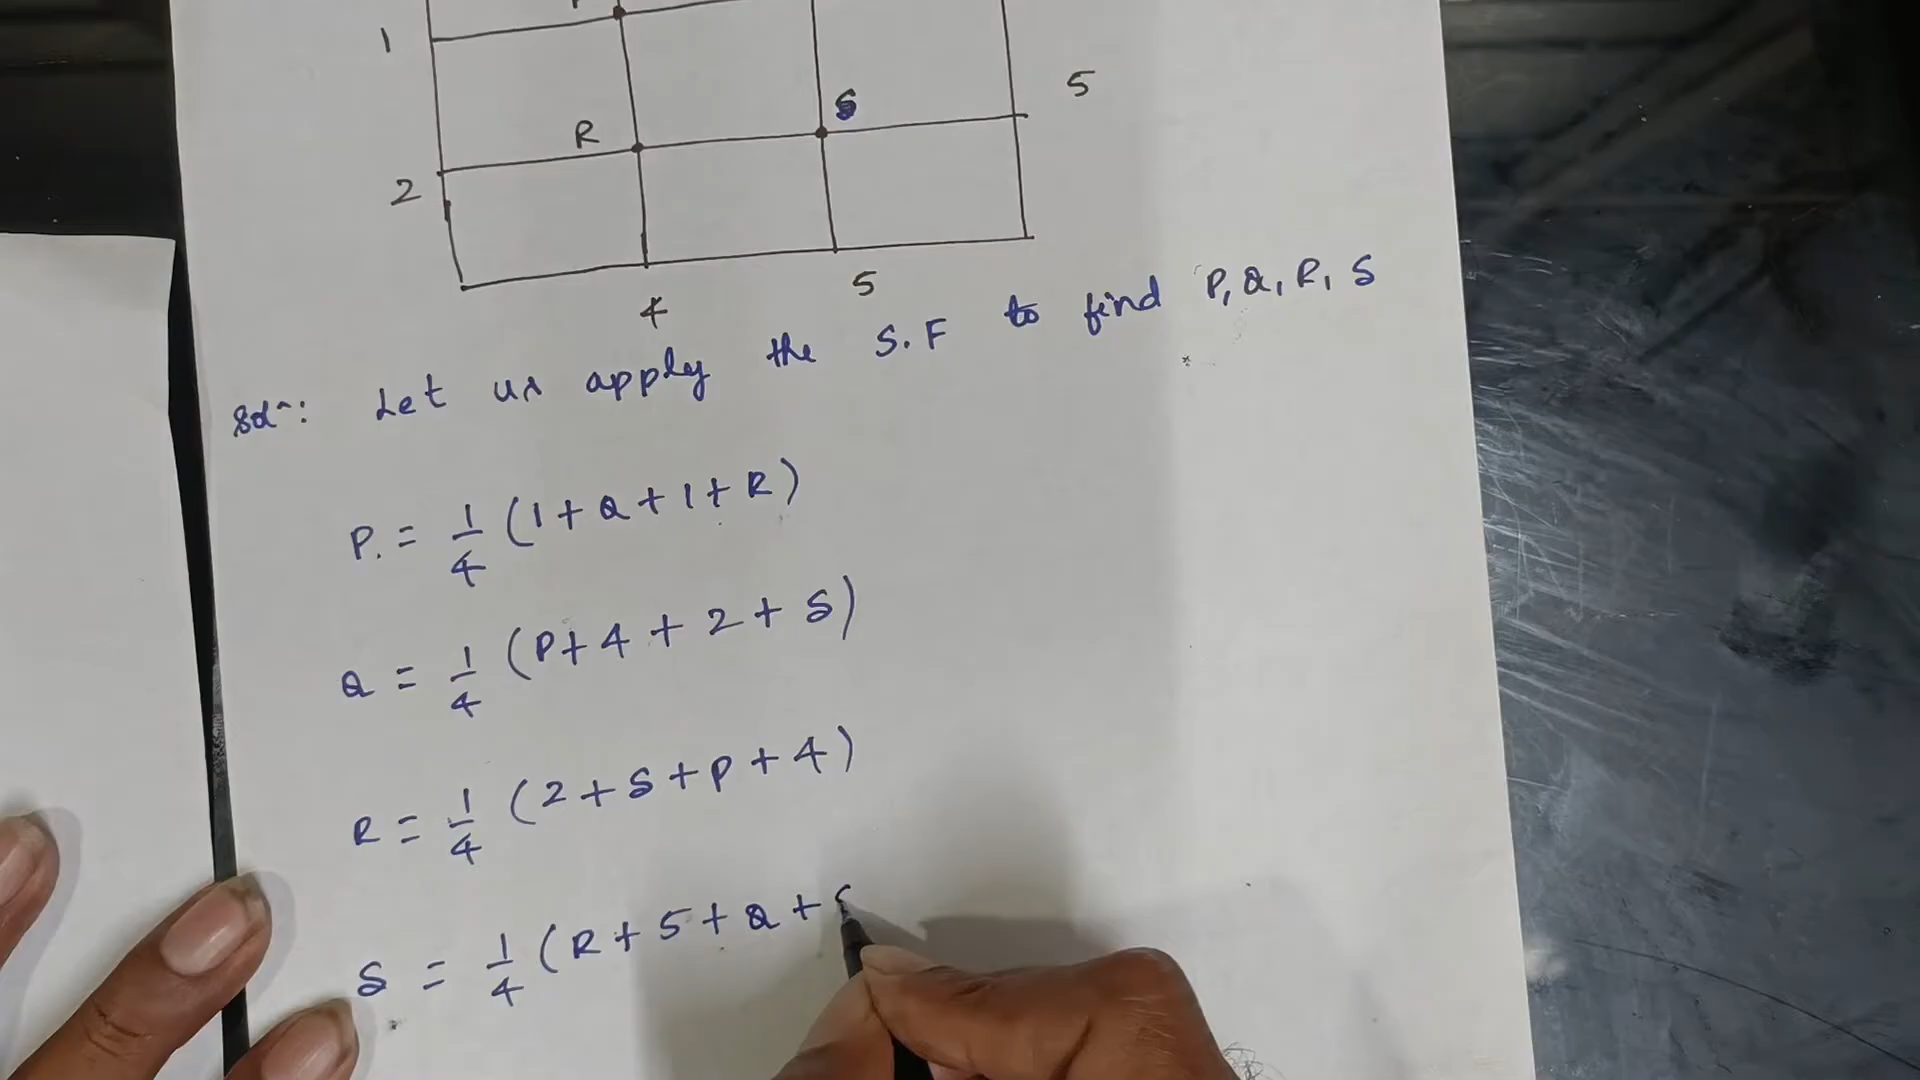 1
5
R
S
2
4
5
Soln: Let us apply the S.F to find P, Q, R, S
P. = 1/4 (1 + Q + 1 + R)
Q = 1/4 (P + 4 + 2 + S)
R = 1/4 (2 + S + P + 4)
S = 1/4 (R + 5 + Q +